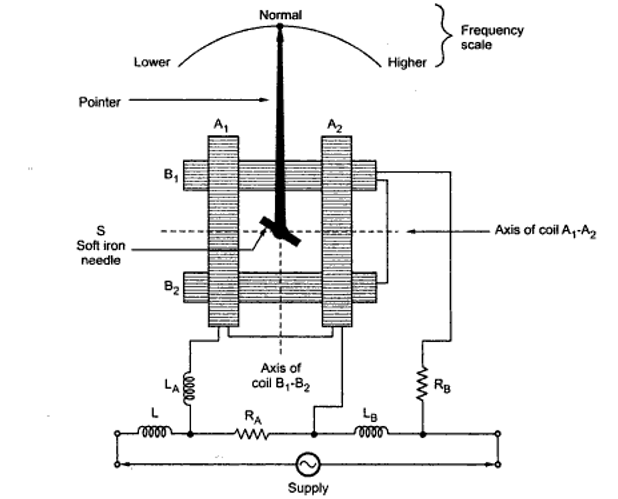 Normal
Frequency
scale
Lower
Higher
Pointer
A1
A2
B1
S
Soft iron
needle
Axis of coil A1-A2
B2
Axis of
coil B1-B2
LA
RB
L
RA
LB
Supply